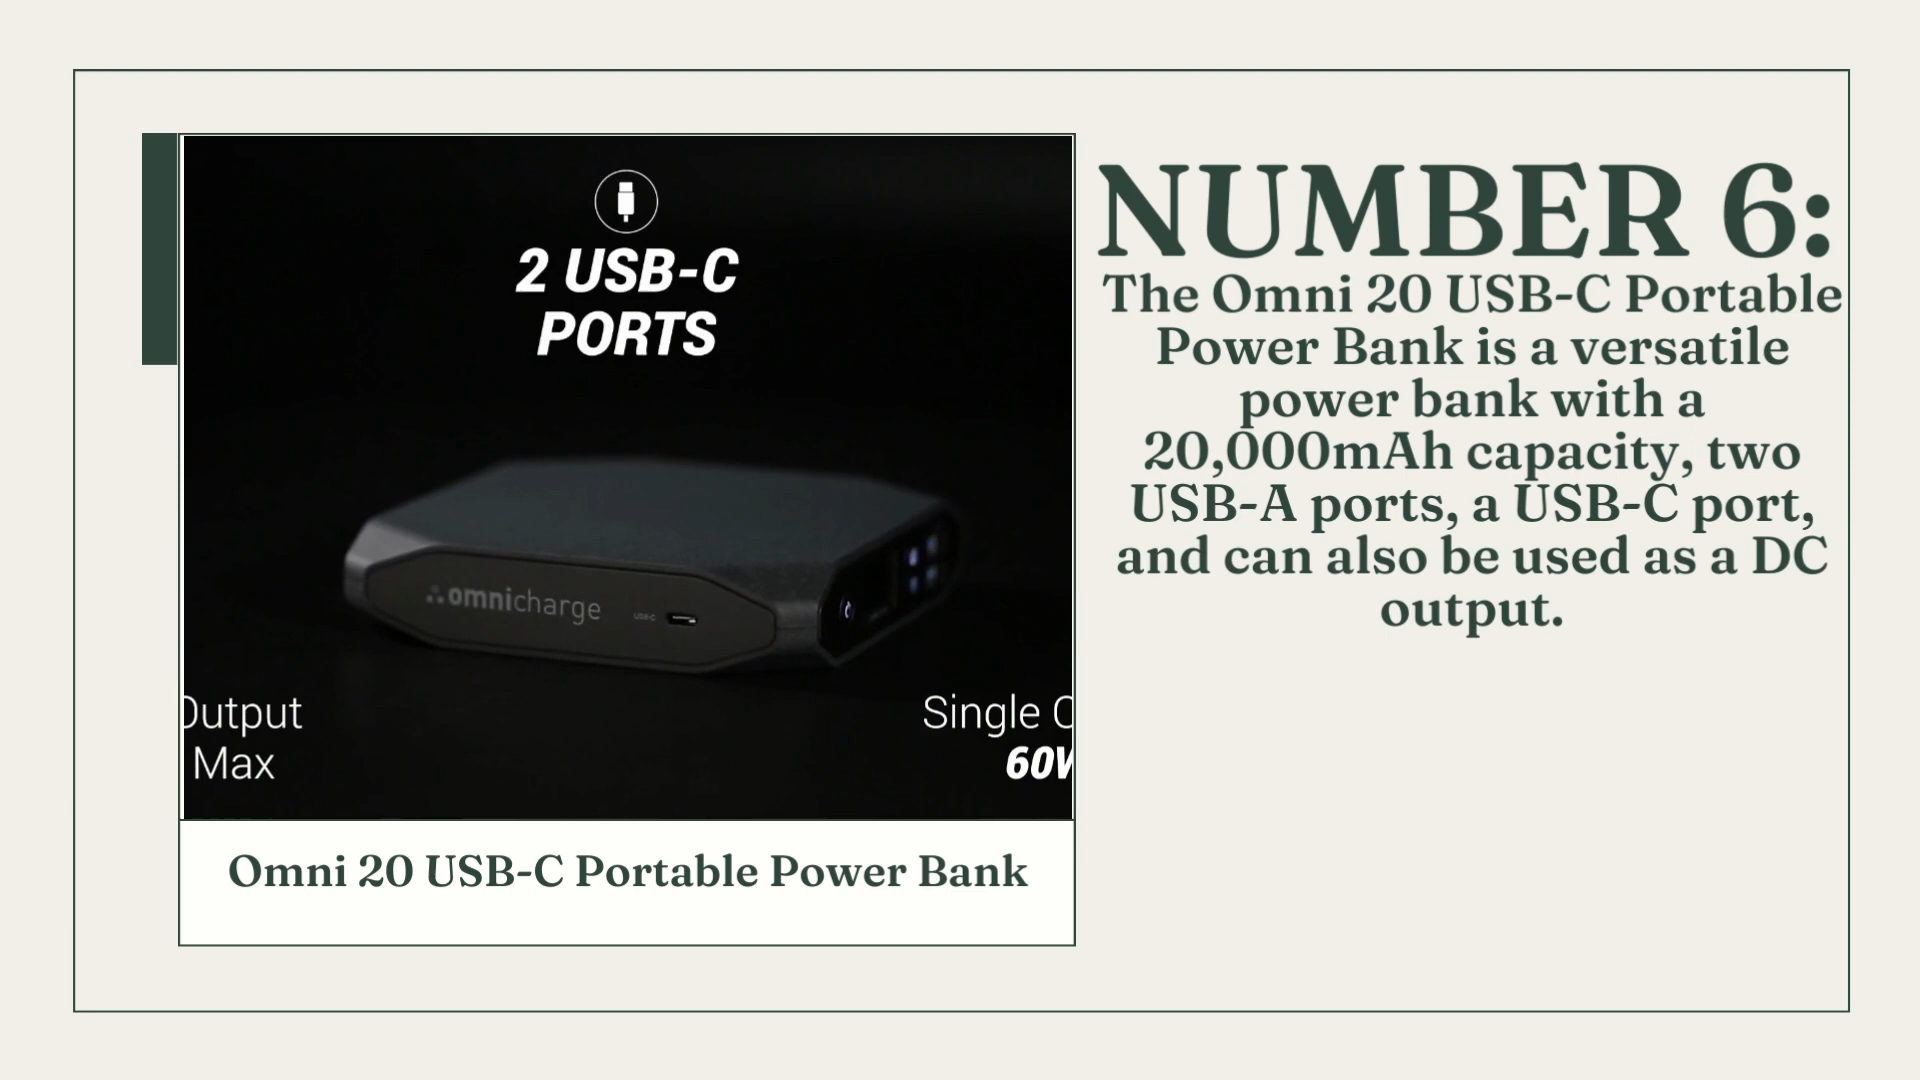 2 USB-C
PORTS
omnicharge
USB-C
Output
Max
Single
60W
Omni 20 USB-C Portable Power Bank
NUMBER 6:
The Omni 20 USB-C Portable
Power Bank is a versatile
power bank with a
20,000mAh capacity, two
USB-A ports, a USB-C port,
and can also be used as a DC
output.